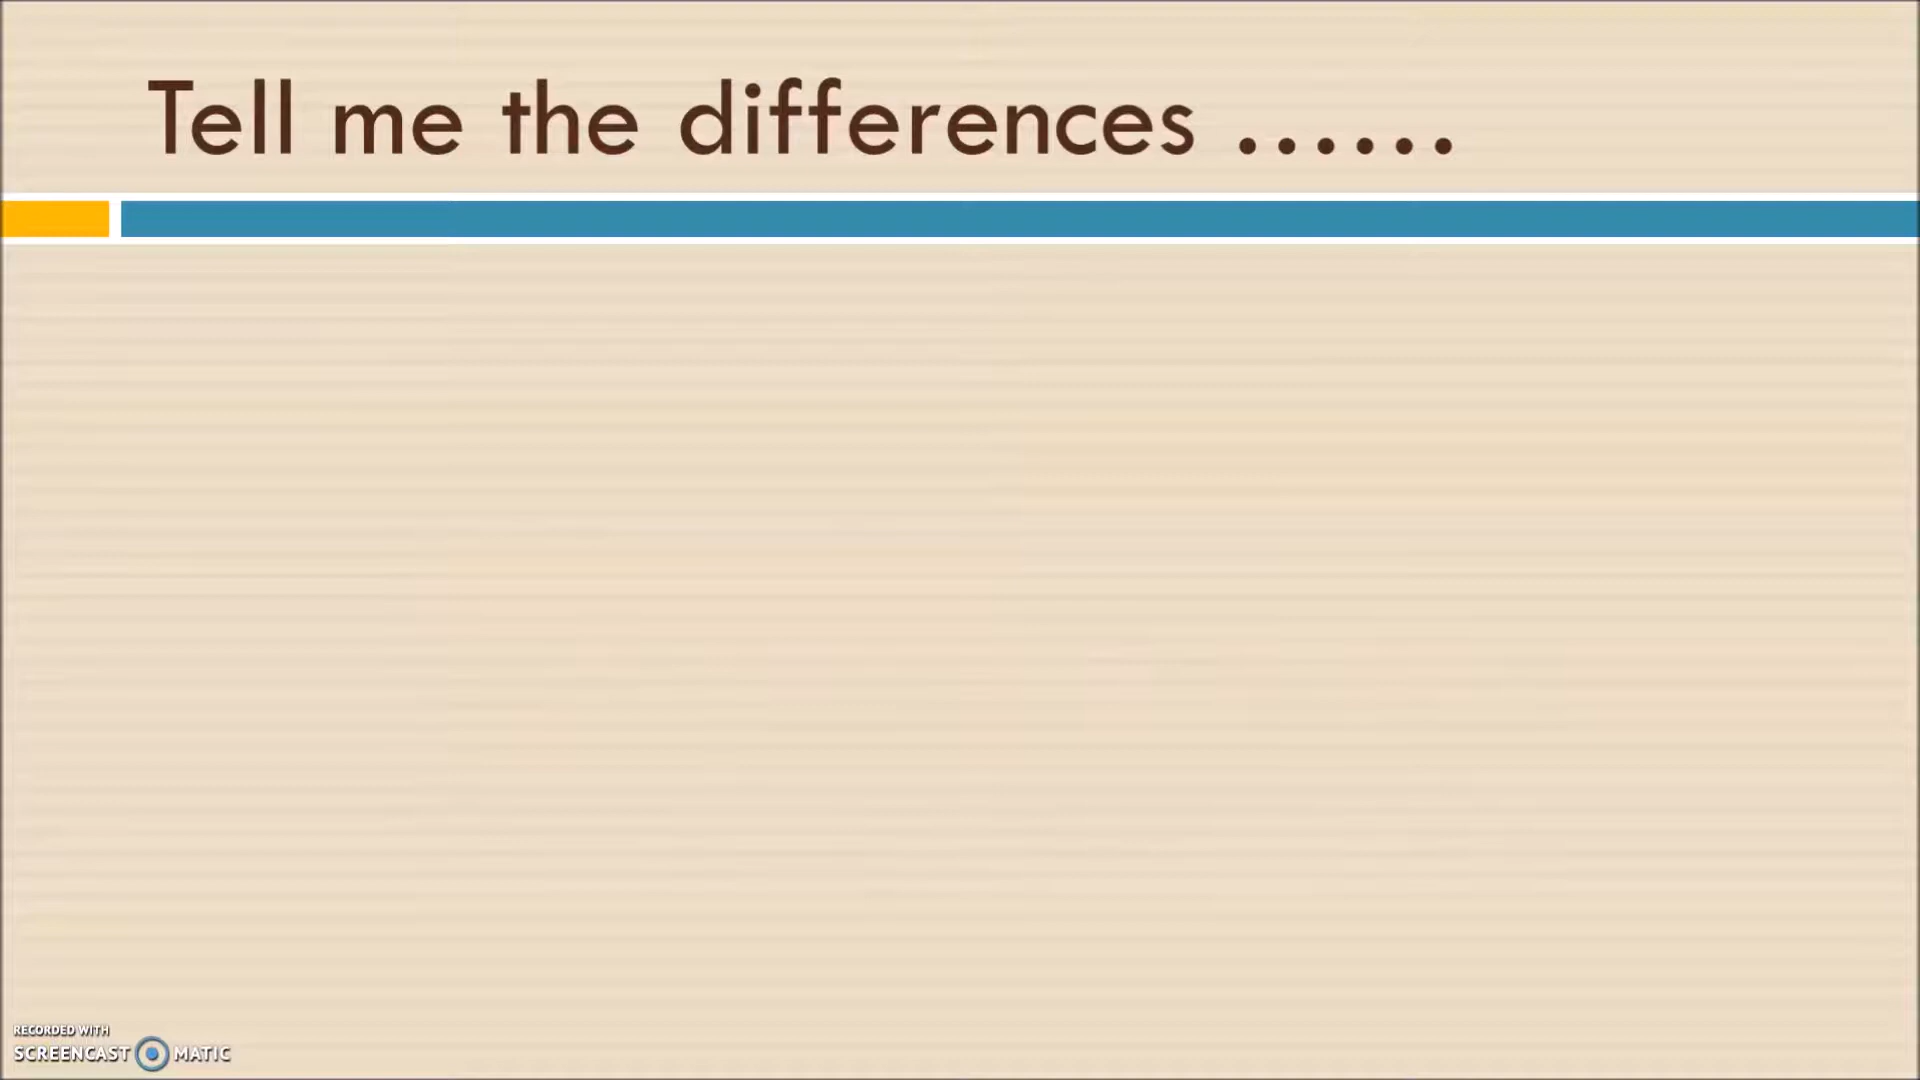 Tell me the differences ......
RECORDED WITH
SCREENCAST MATIC